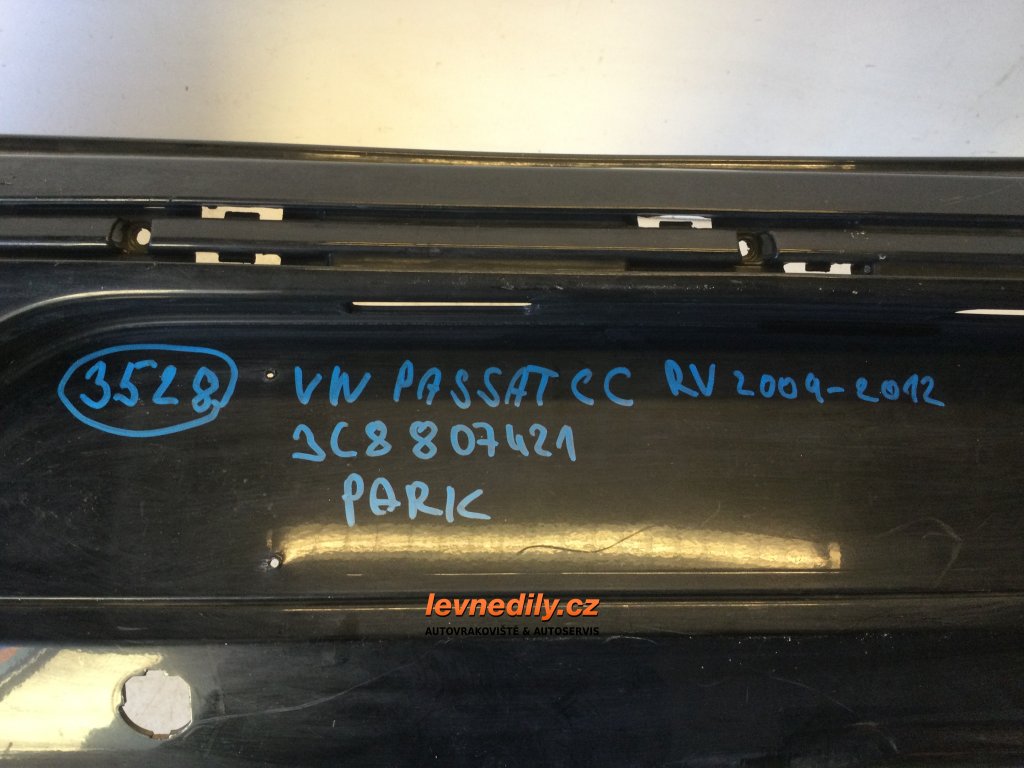 3528 VW PASSAT CC RV 2009-2012
3C8 807421
PARK
levnedily.cz
AUTOVRAKOVIŠTĚ & AUTOSERVIS